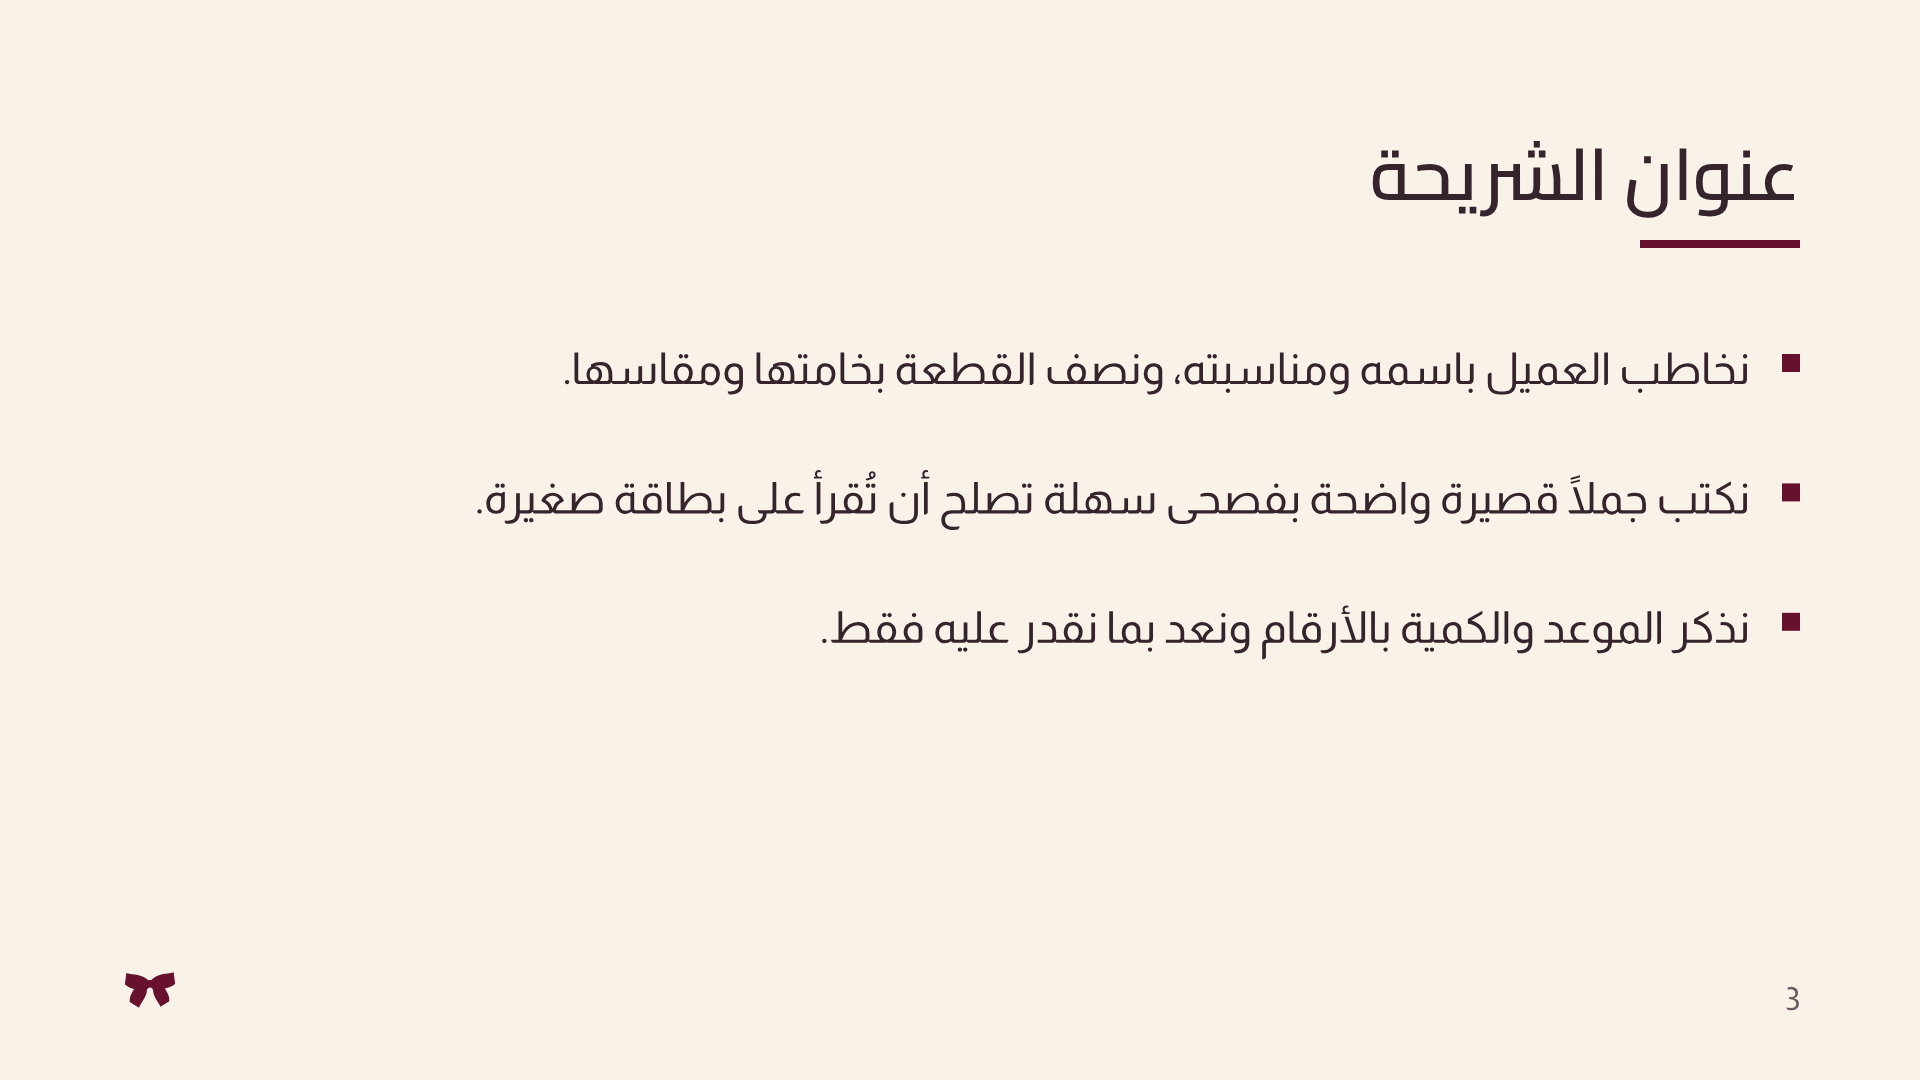 عنوان الشريحة
نخاطب العميل باسمه ومناسبته، ونصف القطعة بخامتها ومقاسها.
نكتب جملاً قصيرة واضحة بفصحى سهلة تصلح أن تُقرأ على بطاقة صغيرة.
نذكر الموعد والكمية بالأرقام ونعد بما نقدر عليه فقط.
3